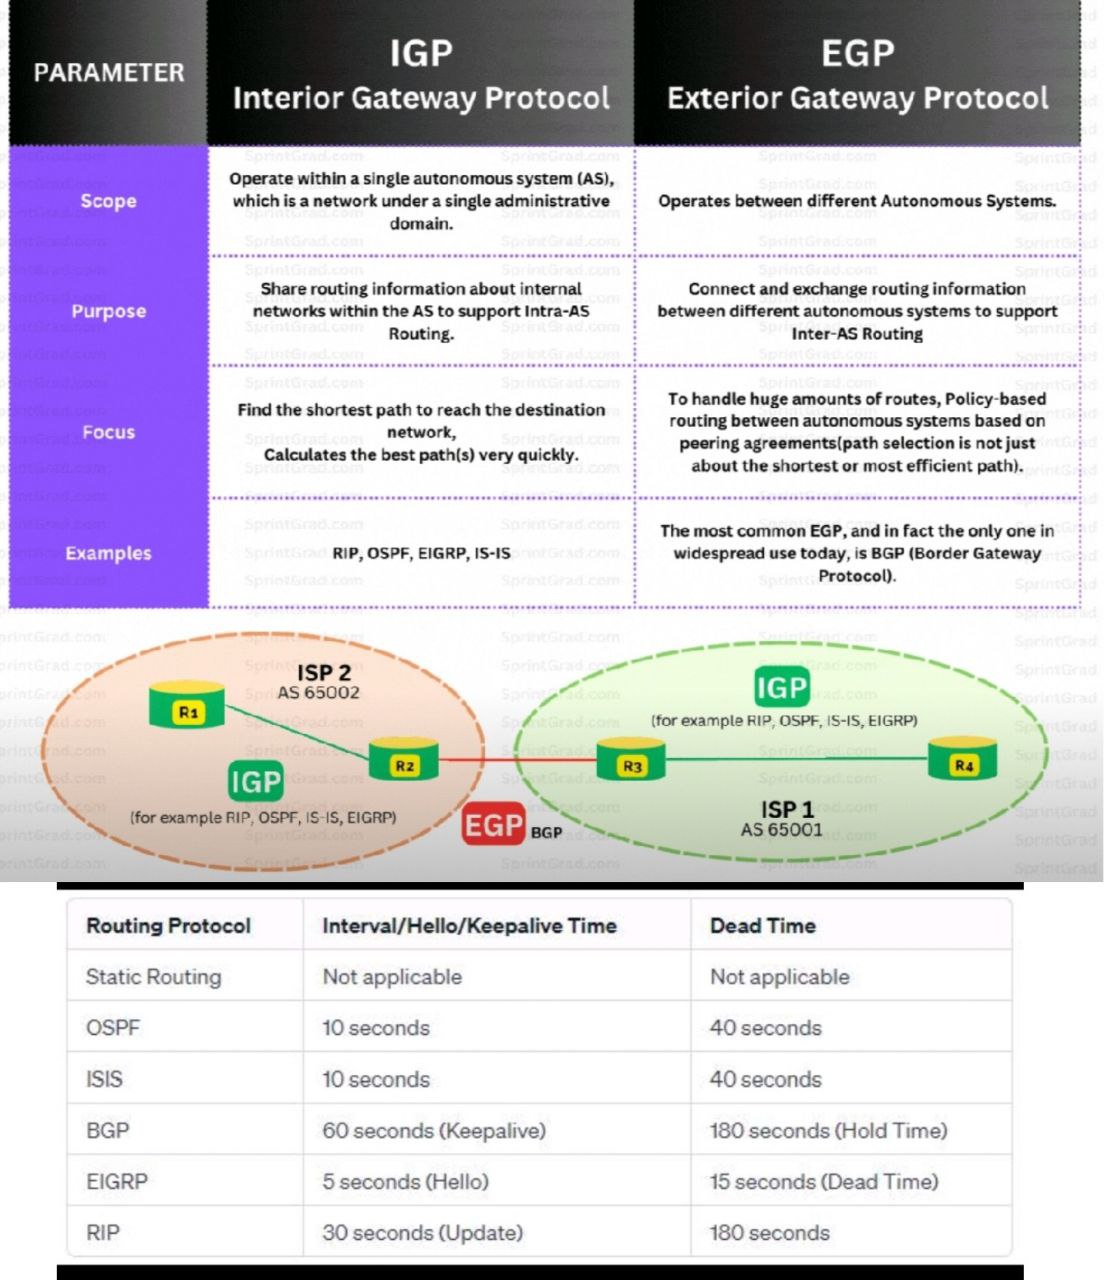 PARAMETER
IGP
Interior Gateway Protocol
EGP
Exterior Gateway Protocol
Scope
Operate within a single autonomous system (AS),
which is a network under a single administrative
domain.
Operates between different Autonomous Systems.
Purpose
Share routing information about internal
networks within the AS to support Intra-AS
Routing.
Connect and exchange routing information
between different autonomous systems to support
Inter-AS Routing
Focus
Find the shortest path to reach the destination
network,
Calculates the best path(s) very quickly.
To handle huge amounts of routes, Policy-based
routing between autonomous systems based on
peering agreements(path selection is not just
about the shortest or most efficient path).
Examples
RIP, OSPF, EIGRP, IS-IS
The most common EGP, and in fact the only one in
widespread use today, is BGP (Border Gateway
Protocol).
SprintGrad.com
ISP 2
AS 65002
R1
R2
IGP
(for example RIP, OSPF, IS-IS, EIGRP)
EGP BGP
IGP
(for example RIP, OSPF, IS-IS, EIGRP)
R3
R4
ISP 1
AS 65001
Routing Protocol Interval/Hello/Keepalive Time Dead Time
Static Routing Not applicable Not applicable
OSPF 10 seconds 40 seconds
ISIS 10 seconds 40 seconds
BGP 60 seconds (Keepalive) 180 seconds (Hold Time)
EIGRP 5 seconds (Hello) 15 seconds (Dead Time)
RIP 30 seconds (Update) 180 seconds